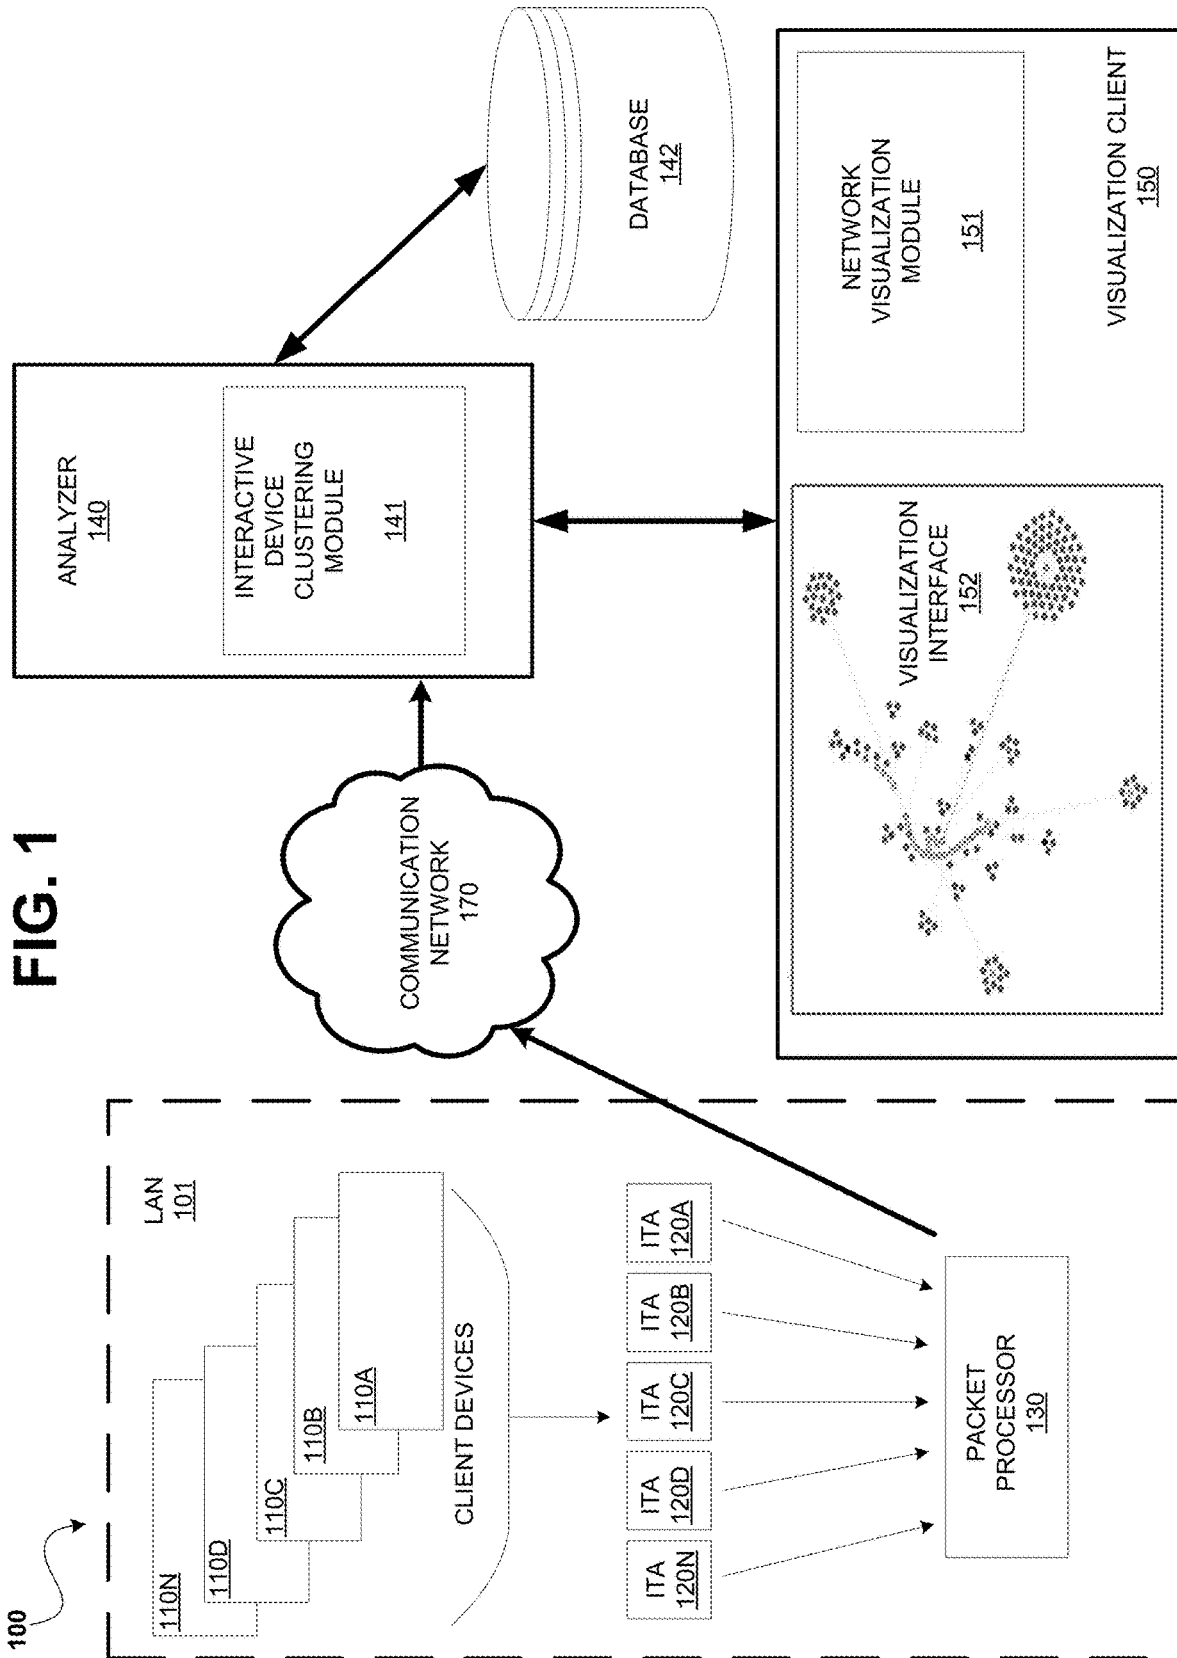 FIG. 1
100
LAN
101
110N
110D
110C
110B
110A
CLIENT DEVICES
ITA
120N
ITA
120D
ITA
120C
ITA
120B
ITA
120A
PACKET
PROCESSOR
130
COMMUNICATION
NETWORK
170
ANALYZER
140
INTERACTIVE
DEVICE
CLUSTERING
MODULE
141
DATABASE
142
VISUALIZATION
INTERFACE
152
NETWORK
VISUALIZATION
MODULE
151
VISUALIZATION CLIENT
150